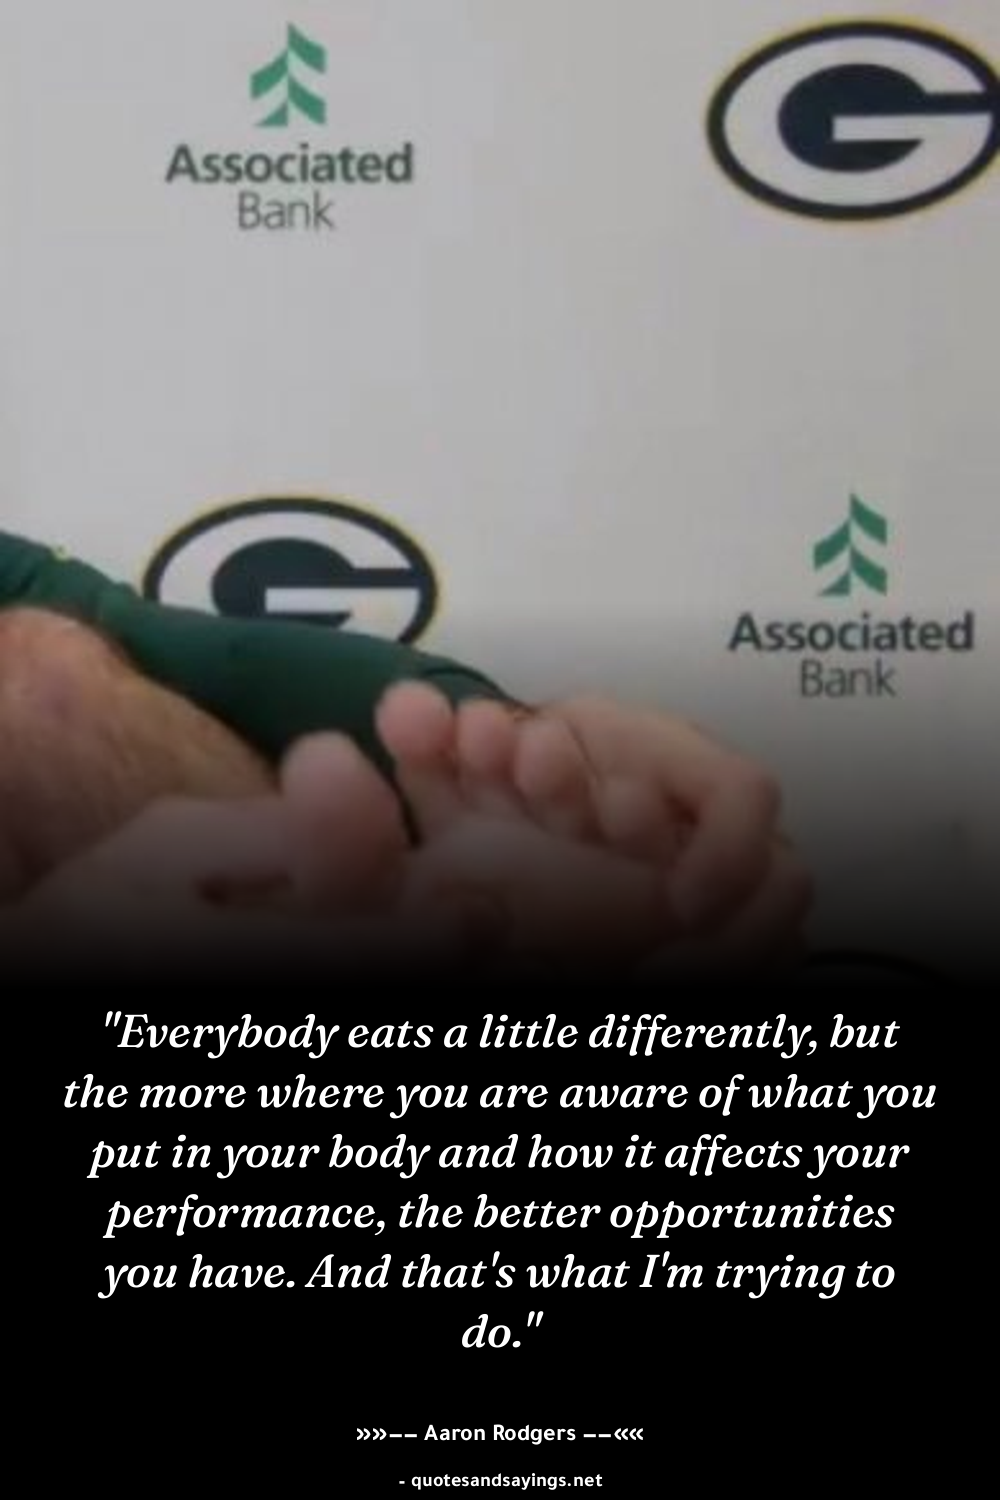 Associated
Bank
G
G
Associated
Bank
"Everybody eats a little differently, but
the more where you are aware of what you
put in your body and how it affects your
performance, the better opportunities
you have. And that's what I'm trying to
do."
»»–– Aaron Rodgers ––««
- quotesandsayings.net